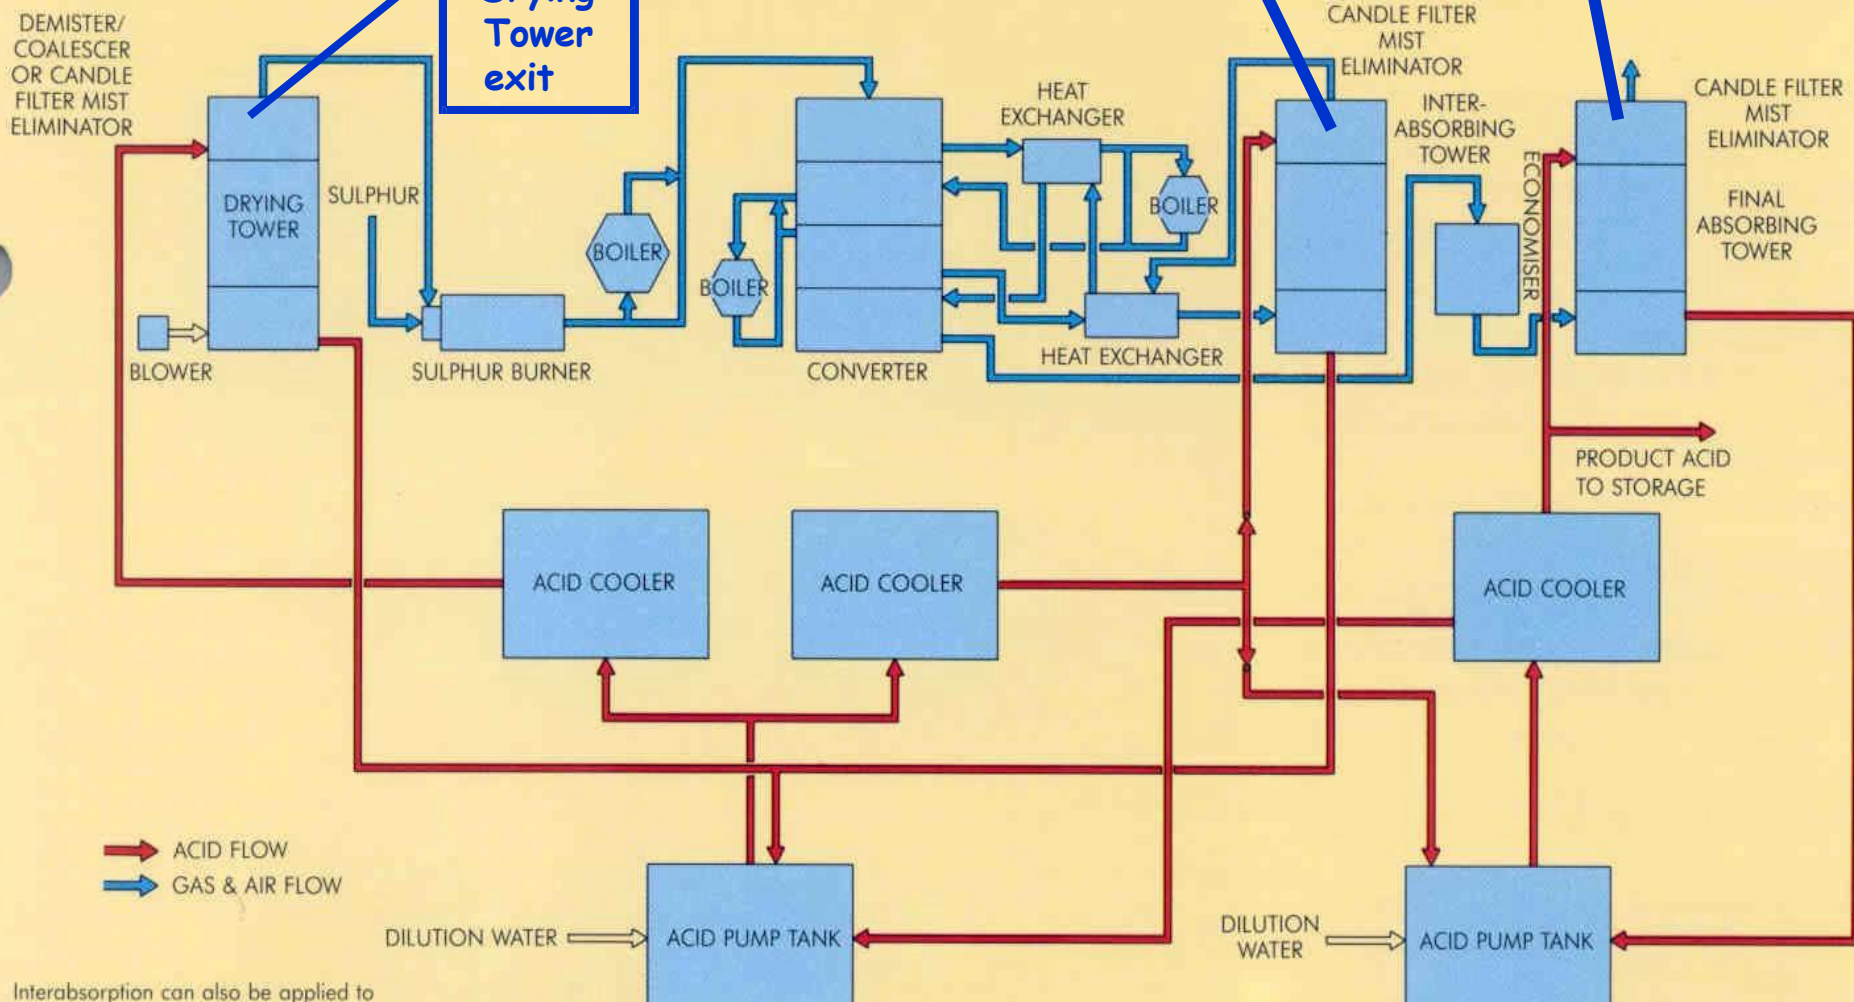 DEMISTER/
COALESCER
OR CANDLE
FILTER MIST
ELIMINATOR
Drying
Tower
exit
CANDLE FILTER
MIST
ELIMINATOR
CANDLE FILTER
MIST
ELIMINATOR
HEAT
EXCHANGER
INTER-
ABSORBING
TOWER
ECONOMISER
DRYING
TOWER
SULPHUR
BOILER
BOILER
BOILER
FINAL
ABSORBING
TOWER
BLOWER
SULPHUR BURNER
CONVERTER
HEAT EXCHANGER
PRODUCT ACID
TO STORAGE
ACID COOLER
ACID COOLER
ACID COOLER
ACID FLOW
GAS & AIR FLOW
DILUTION WATER
ACID PUMP TANK
DILUTION
WATER
ACID PUMP TANK
Interabsorption can also be applied to